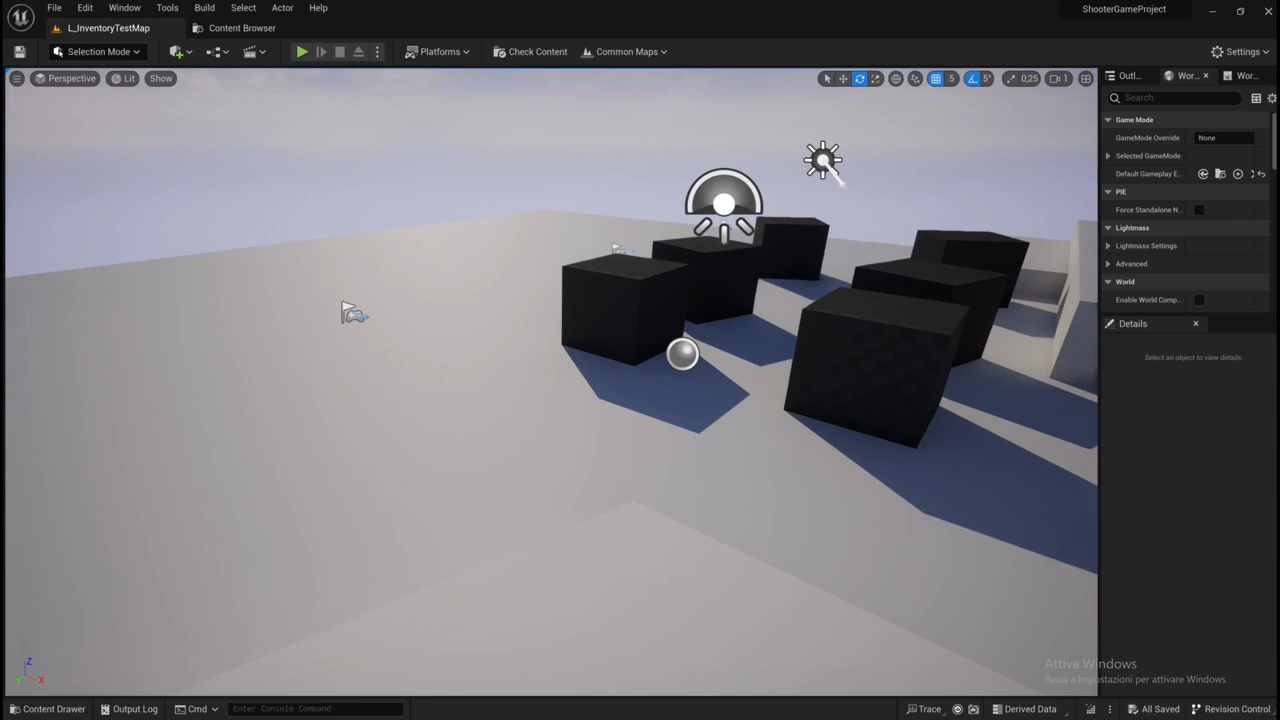 File Edit Window Tools Build Select Actor Help
ShooterGameProject
L_InventoryTestMap Content Browser
Selection Mode Platforms Check Content Common Maps Settings
Perspective Lit Show 5 5° 0,25 1
Outl... Wor... Wor...
Search
Game Mode
GameMode Override None
Selected GameMode
Default Gameplay E...
PIE
Force Standalone N...
Lightmass
Lightmass Settings
Advanced
World
Enable World Comp...
Details
Select an object to view details.
Z
Y X
Attiva Windows
Passa a Impostazioni per attivare Windows.
Content Drawer Output Log Cmd Enter Console Command Trace Derived Data All Saved Revision Control